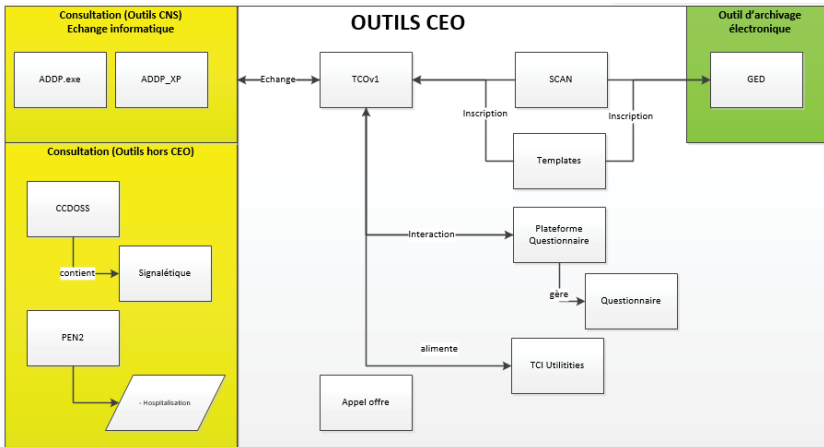 Consultation (Outils CNS)
Echange informatique
OUTILS CEO
Outil d'archivage
électronique
ADDP.exe
ADDP_XP
Echange
TCOv1
SCAN
GED
Inscription
Inscription
Templates
Consultation (Outils hors CEO)
CCDOSS
contient
Signalétique
Interaction
Plateforme
Questionnaire
gère
Questionnaire
PEN2
- Hospitalisation
alimente
TCI Utilitities
Appel offre